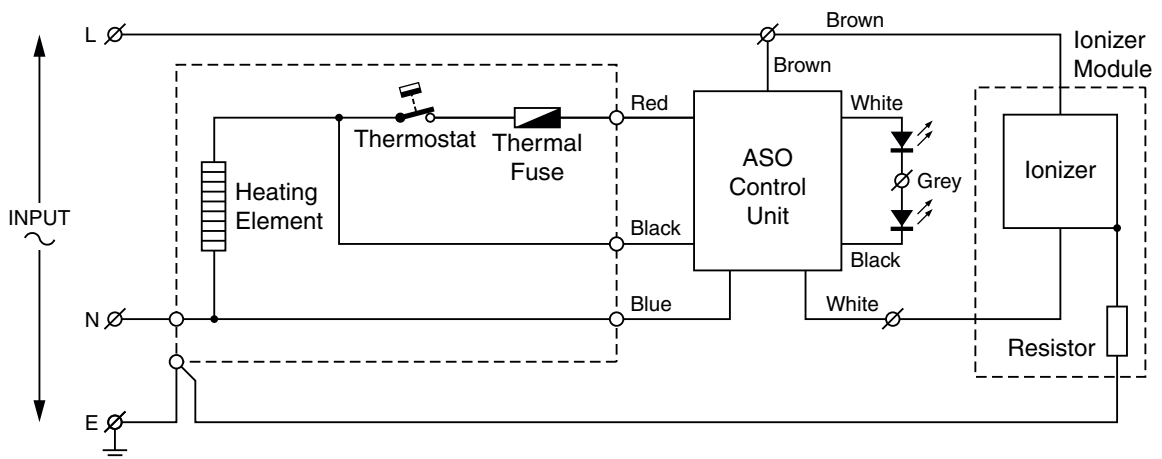 L
Brown
Ionizer
Module
Brown
Red
White
Thermostat
Thermal
Fuse
ASO
Control
Unit
Ionizer
Grey
Heating
Element
INPUT
Black
Black
Blue
White
N
Resistor
E